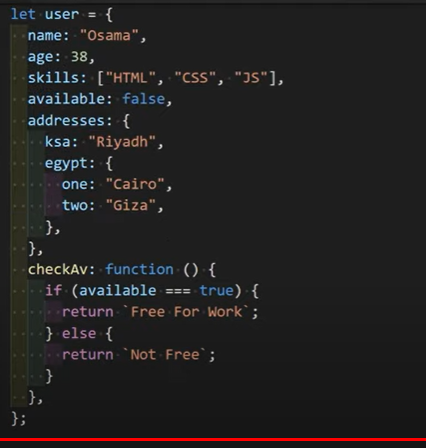 let user = {
  name: "Osama",
  age: 38,
  skills: ["HTML", "CSS", "JS"],
  available: false,
  addresses: {
    ksa: "Riyadh",
    egypt: {
      one: "Cairo",
      two: "Giza",
    },
  },
  checkAv: function () {
    if (available === true) {
      return `Free For Work`;
    } else {
      return `Not Free`;
    }
  },
};